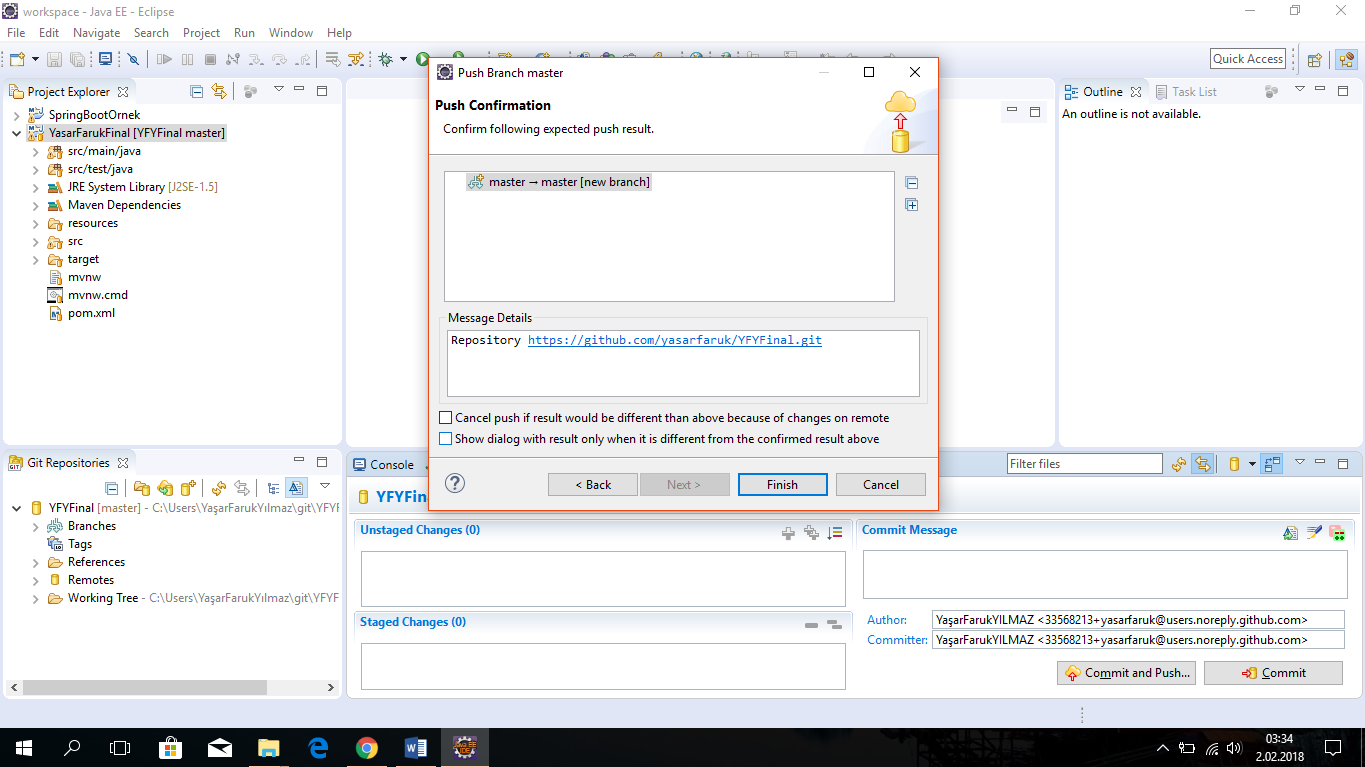 workspace - Java EE - Eclipse
File Edit Navigate Search Project Run Window Help
Quick Access
Project Explorer
SpringBootOrnek
YasarFarukFinal [YFYFinal master]
src/main/java
src/test/java
JRE System Library [J2SE-1.5]
Maven Dependencies
resources
src
target
mvnw
mvnw.cmd
pom.xml
Push Branch master
Push Confirmation
Confirm following expected push result.
master → master [new branch]
Message Details
Repository https://github.com/yasarfaruk/YFYFinal.git
Cancel push if result would be different than above because of changes on remote
Show dialog with result only when it is different from the confirmed result above
< Back Next > Finish Cancel
Outline Task List
An outline is not available.
Git Repositories
YFYFinal [master] - C:\Users\YaşarFarukYılmaz\git\YFYF
Branches
Tags
References
Remotes
Working Tree - C:\Users\YaşarFarukYılmaz\git\YFYF
Console
Filter files
YFYFin
Unstaged Changes (0)
Staged Changes (0)
Commit Message
Author: YaşarFarukYILMAZ <33568213+yasarfaruk@users.noreply.github.com>
Committer: YaşarFarukYILMAZ <33568213+yasarfaruk@users.noreply.github.com>
Commit and Push... Commit
03:34
2.02.2018